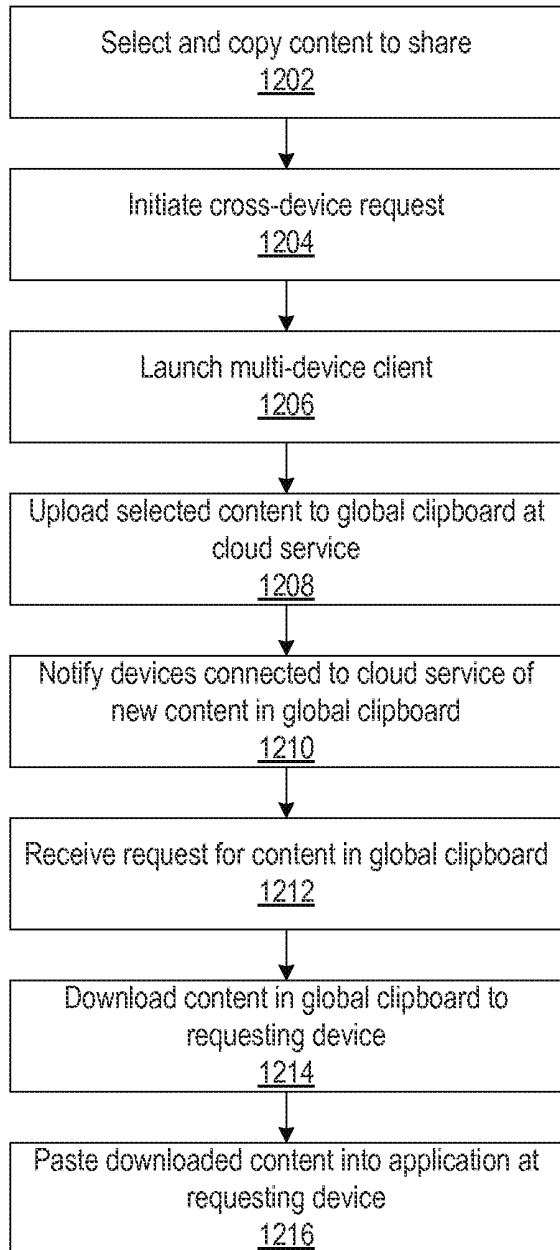 Select and copy content to share
1202
Initiate cross-device request
1204
Launch multi-device client
1206
Upload selected content to global clipboard at
cloud service
1208
Notify devices connected to cloud service of
new content in global clipboard
1210
Receive request for content in global clipboard
1212
Download content in global clipboard to
requesting device
1214
Paste downloaded content into application at
requesting device
1216